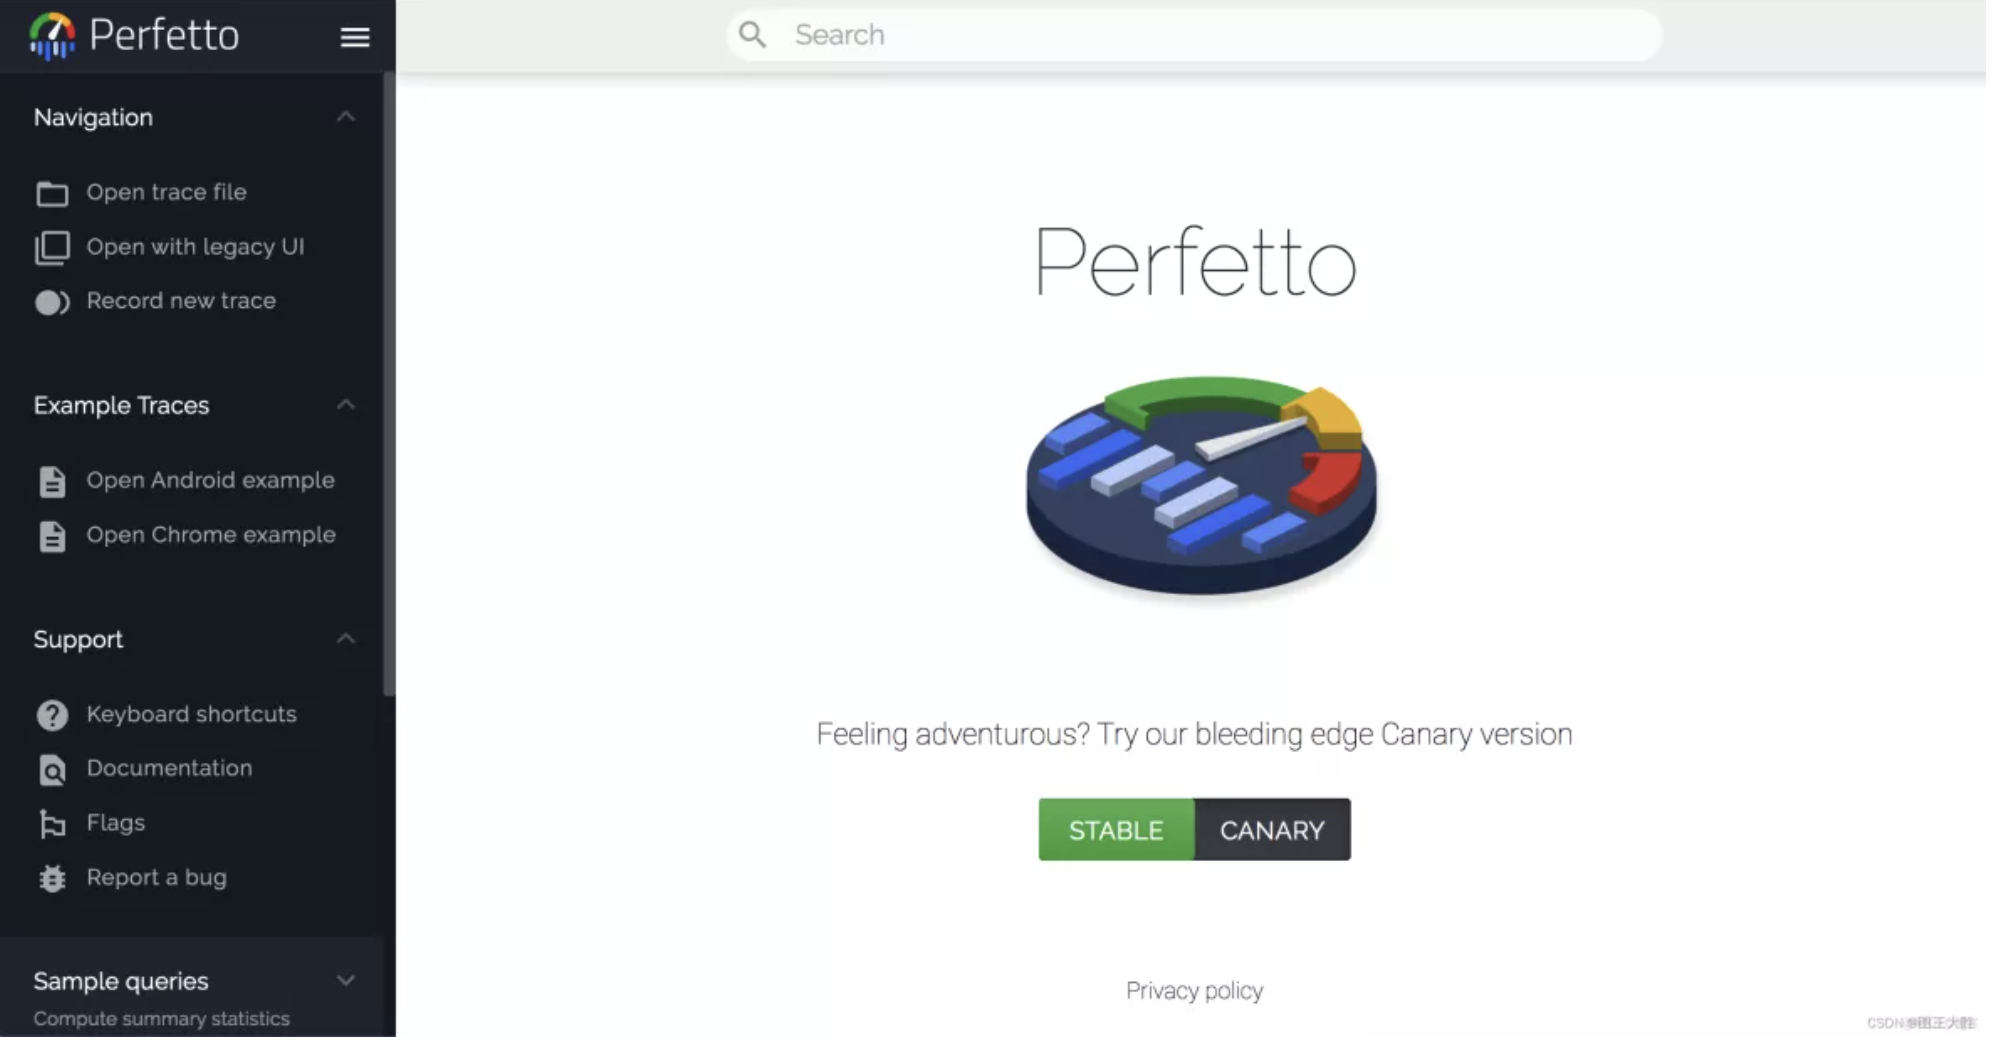 Perfetto
Search
Navigation
Open trace file
Open with legacy UI
Record new trace
Example Traces
Open Android example
Open Chrome example
Support
Keyboard shortcuts
Documentation
Flags
Report a bug
Sample queries
Compute summary statistics
Perfetto
Feeling adventurous? Try our bleeding edge Canary version
STABLE
CANARY
Privacy policy
CSDN